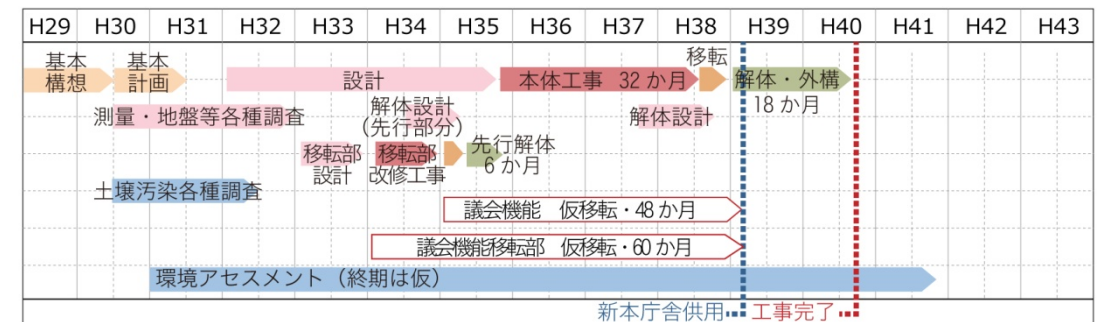 H29 H30 H31 H32 H33 H34 H35 H36 H37 H38 H39 H40 H41 H42 H43
基本
構想
基本
計画
設計
本体工事 32か月
移転
解体・外構
18か月
測量・地盤等各種調査
解体設計
(先行部分)
解体設計
移転部
設計
移転部
改修工事
先行解体
6か月
土壌汚染各種調査
議会機能 仮移転・48か月
議会機能移転部 仮移転・60か月
環境アセスメント（終期は仮）
新本庁舎供用
工事完了